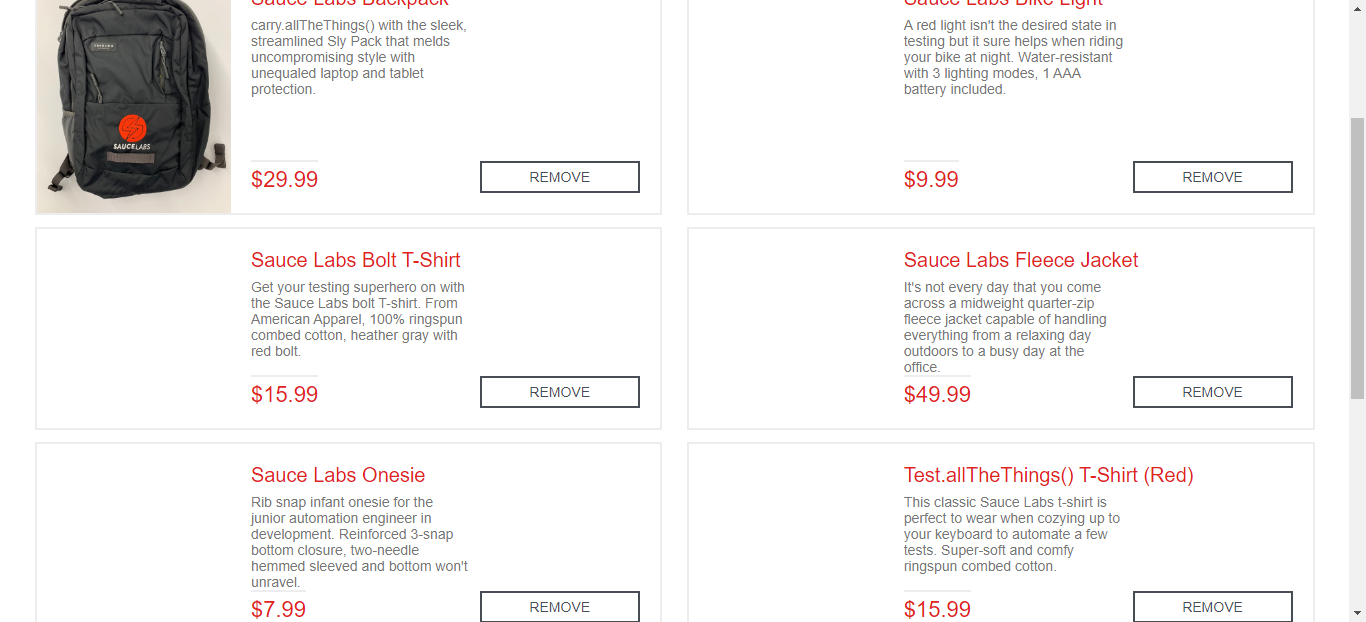 Sauce Labs Backpack
carry.allTheThings() with the sleek,
streamlined Sly Pack that melds
uncompromising style with
unequaled laptop and tablet
protection.
SAUCELABS
$29.99
REMOVE
Sauce Labs Bike Light
A red light isn't the desired state in
testing but it sure helps when riding
your bike at night. Water-resistant
with 3 lighting modes, 1 AAA
battery included.
$9.99
REMOVE
Sauce Labs Bolt T-Shirt
Get your testing superhero on with
the Sauce Labs bolt T-shirt. From
American Apparel, 100% ringspun
combed cotton, heather gray with
red bolt.
$15.99
REMOVE
Sauce Labs Fleece Jacket
It's not every day that you come
across a midweight quarter-zip
fleece jacket capable of handling
everything from a relaxing day
outdoors to a busy day at the
office.
$49.99
REMOVE
Sauce Labs Onesie
Rib snap infant onesie for the
junior automation engineer in
development. Reinforced 3-snap
bottom closure, two-needle
hemmed sleeved and bottom won't
unravel.
$7.99
REMOVE
Test.allTheThings() T-Shirt (Red)
This classic Sauce Labs t-shirt is
perfect to wear when cozying up to
your keyboard to automate a few
tests. Super-soft and comfy
ringspun combed cotton.
$15.99
REMOVE